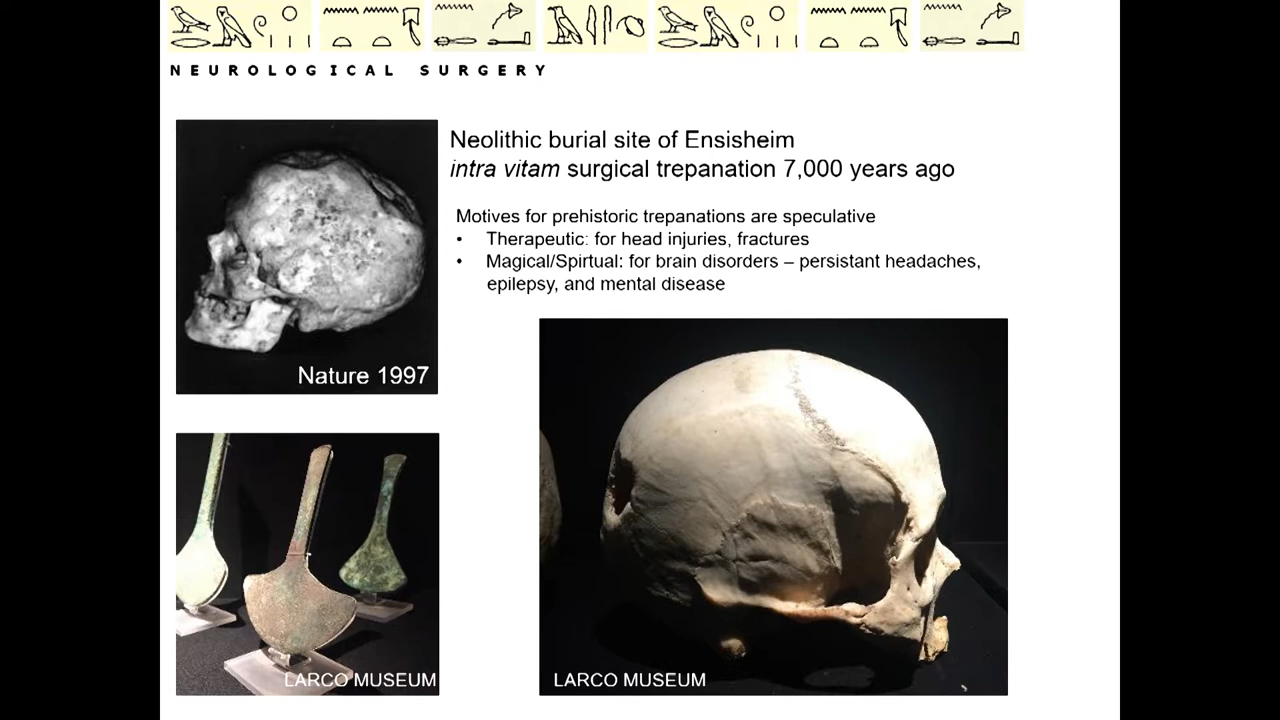 NEUROLOGICAL SURGERY
Neolithic burial site of Ensisheim
intra vitam surgical trepanation 7,000 years ago
Motives for prehistoric trepanations are speculative
• Therapeutic: for head injuries, fractures
• Magical/Spirtual: for brain disorders – persistant headaches,
epilepsy, and mental disease
Nature 1997
LARCO MUSEUM
LARCO MUSEUM